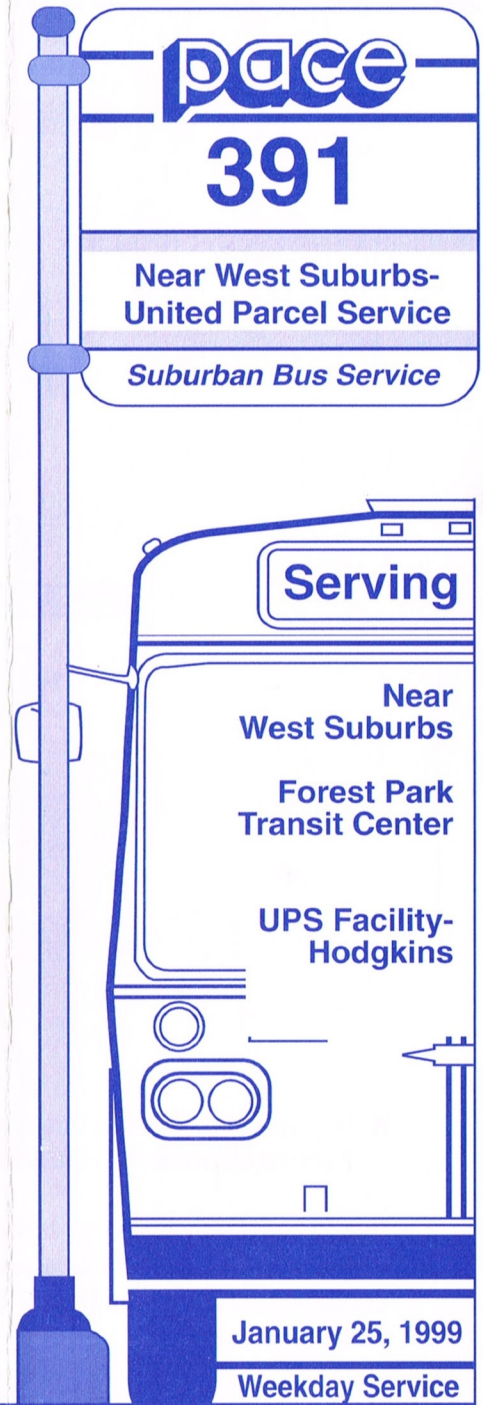 pace
391
Near West Suburbs-
United Parcel Service
Suburban Bus Service
Serving
Near
West Suburbs
Forest Park
Transit Center
UPS Facility-
Hodgkins
January 25, 1999
Weekday Service